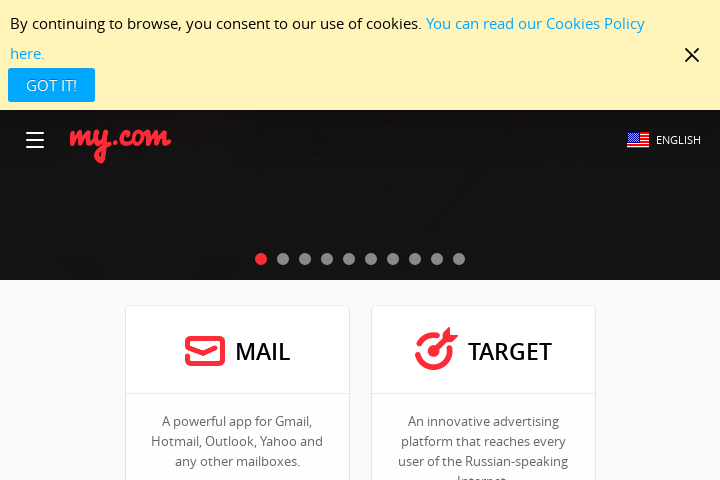 By continuing to browse, you consent to our use of cookies. You can read our Cookies Policy
here.
GOT IT!
my.com
ENGLISH
MAIL
TARGET
A powerful app for Gmail,
Hotmail, Outlook, Yahoo and
any other mailboxes.
An innovative advertising
platform that reaches every
user of the Russian-speaking
Internet.